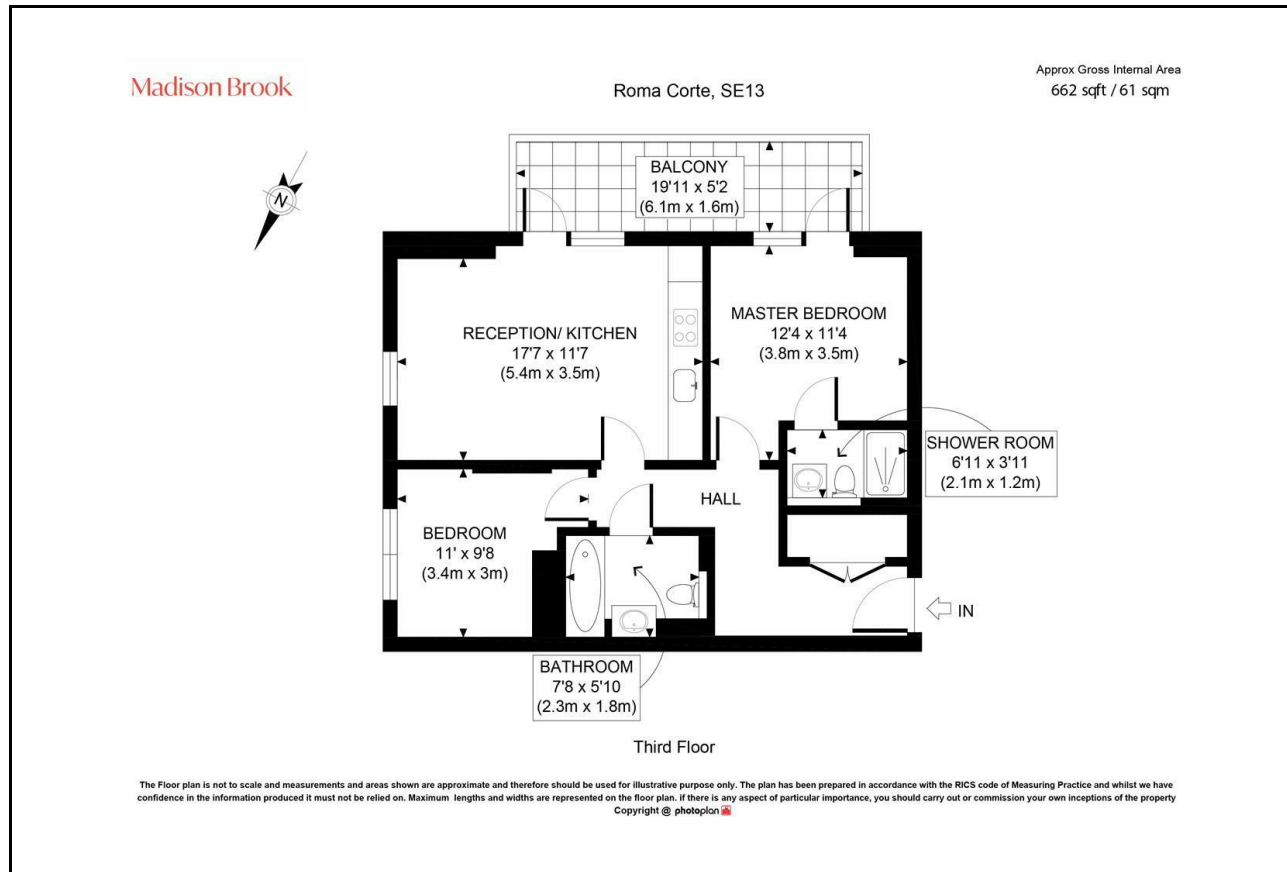 Madison Brook
Roma Corte, SE13
Approx Gross Internal Area
662 sqft / 61 sqm
N
BALCONY
19'11 x 5'2
(6.1m x 1.6m)
RECEPTION/ KITCHEN
17'7 x 11'7
(5.4m x 3.5m)
MASTER BEDROOM
12'4 x 11'4
(3.8m x 3.5m)
SHOWER ROOM
6'11 x 3'11
(2.1m x 1.2m)
HALL
BEDROOM
11' x 9'8
(3.4m x 3m)
IN
BATHROOM
7'8 x 5'10
(2.3m x 1.8m)
Third Floor
The Floor plan is not to scale and measurements and areas shown are approximate and therefore should be used for illustrative purpose only. The plan has been prepared in accordance with the RICS code of Measuring Practice and whilst we have
confidence in the information produced it must not be relied on. Maximum lengths and widths are represented on the floor plan. if there is any aspect of particular importance, you should carry out or commission your own inceptions of the property
Copyright @ photoplan